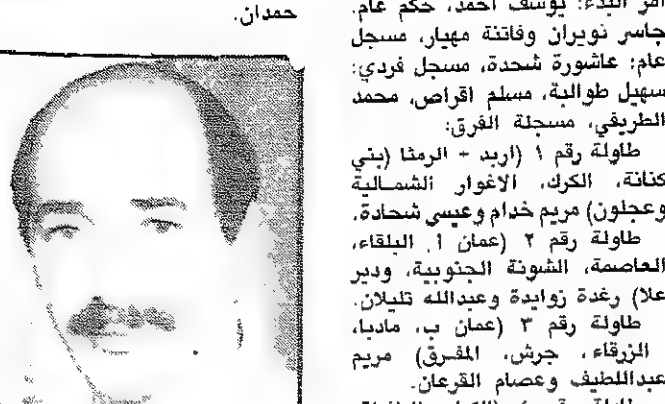 امر البدء: يوسف احمد، حكم عام:
جاسر نويران وفاتنة مهيار، مسجل
عام: عاشورة شحدة، مسجل فردي:
سهيل طوالبة، مسلم اقراص، محمد
الطريفي، مسجلة الفرق:
طاولة رقم ١ (اربد + الرمثا (بني
كنانة، الكرك، الاغوار الشمالية
وعجلون) مريم خدام وعيسى شحادة.
طاولة رقم ٢ (عمان ا. البلقاء،
العاصمة، الشونة الجنوبية، ودير
علا) رغدة زوايدة وعبدالله تليلان.
طاولة رقم ٣ (عمان ب، مادبا،
الزرقاء، جرش، المفرق) مريم
عبداللطيف وعصام القرعان.
حمدان.